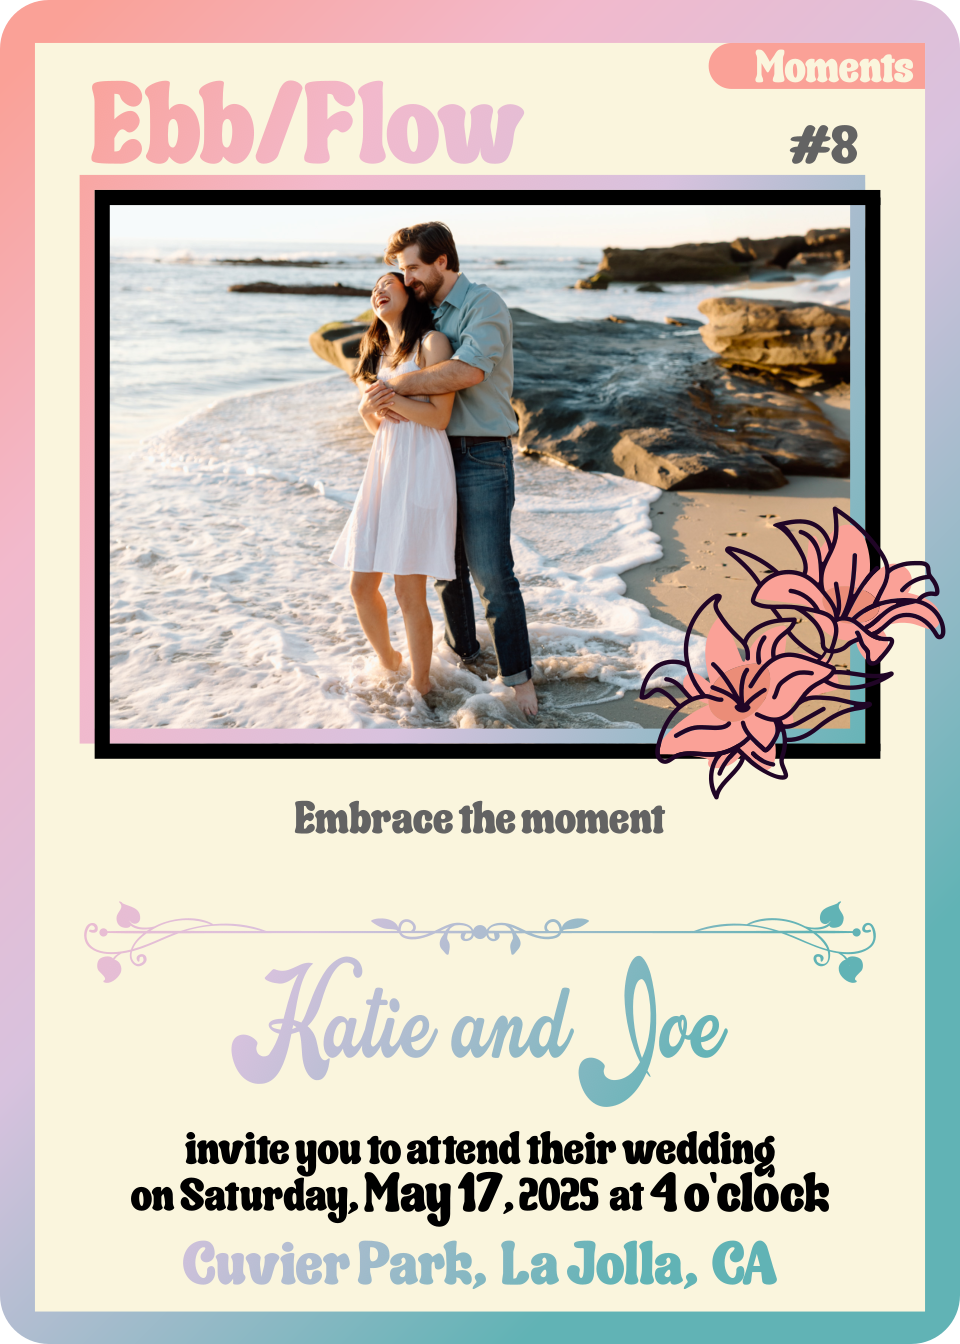 Moments
Ebb/Flow
#8
Embrace the moment
Katie and Joe
invite you to attend their wedding
on Saturday, May 17, 2025 at 4 o'clock
Cuvier Park, La Jolla, CA